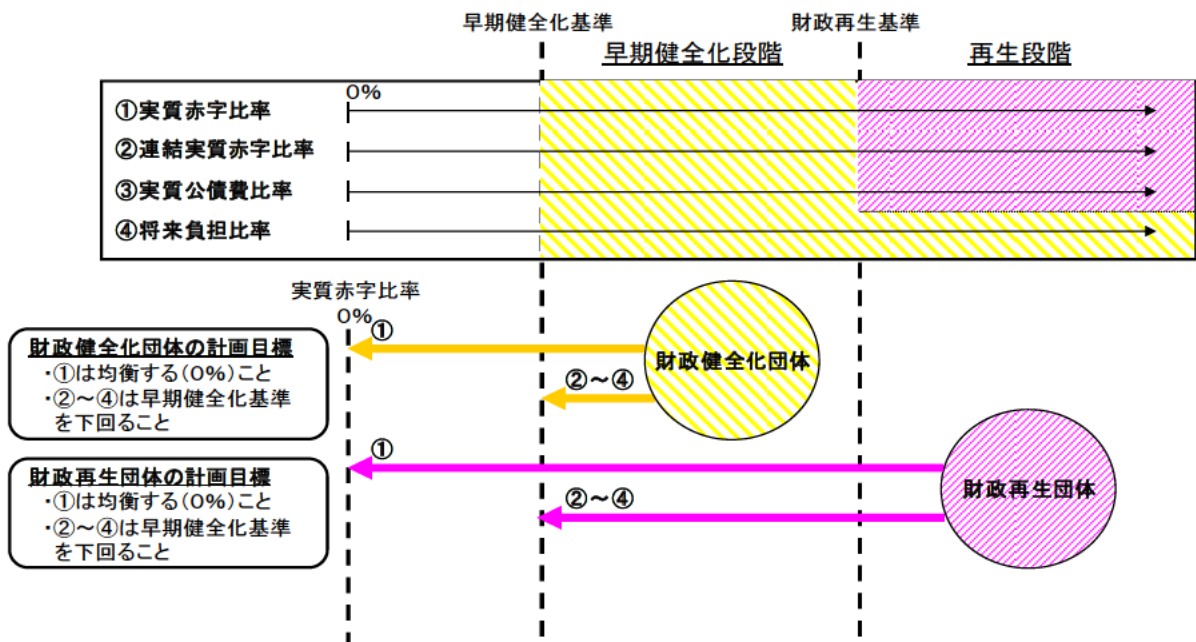 早期健全化基準
財政再生基準
早期健全化段階
再生段階
0%
①実質赤字比率
②連結実質赤字比率
③実質公債費比率
④将来負担比率
実質赤字比率
0%
財政健全化団体の計画目標
・①は均衡する(0%)こと
・②～④は早期健全化基準
を下回ること
①
②～④
財政健全化団体
財政再生団体の計画目標
・①は均衡する(0%)こと
・②～④は早期健全化基準
を下回ること
①
②～④
財政再生団体